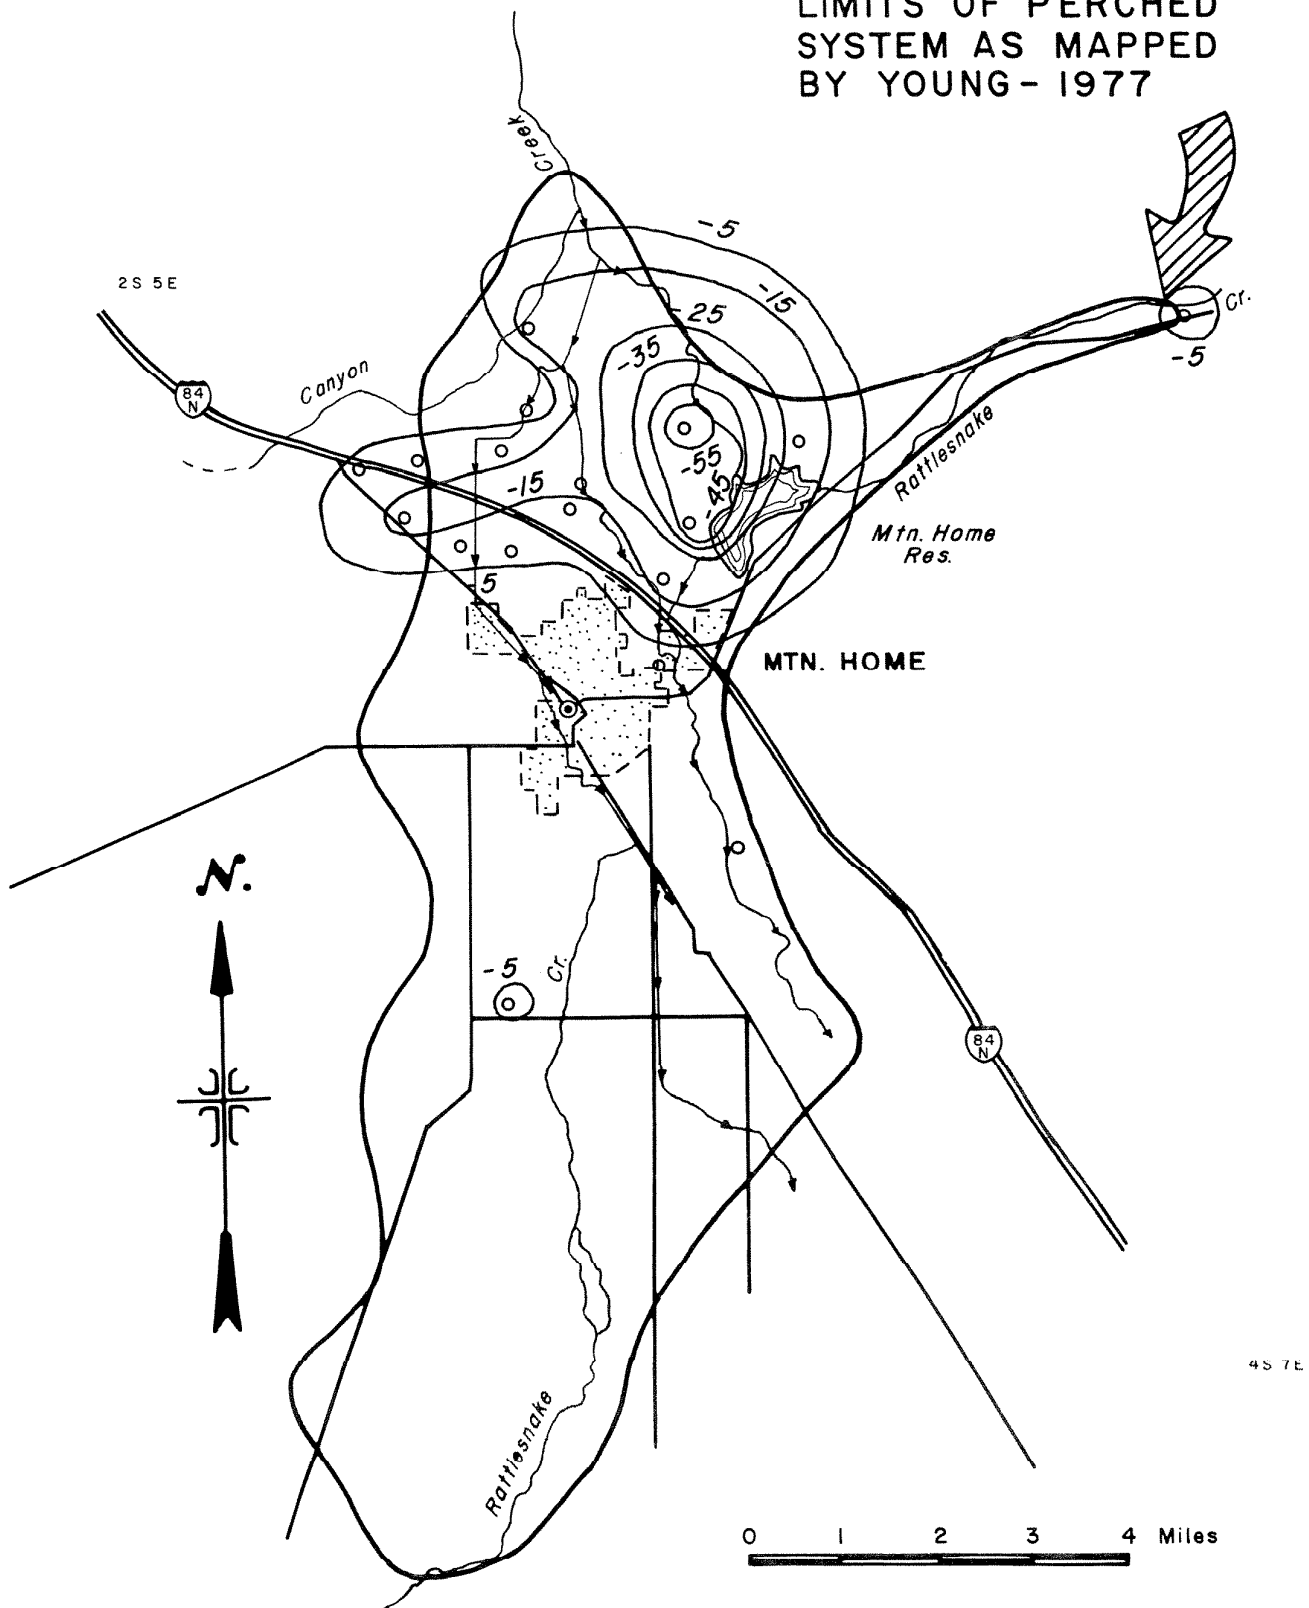 LIMITS OF PERCHED
SYSTEM AS MAPPED
BY YOUNG - 1977
Creek
-5
2S 5E
-15
Cr.
-25
-35
-5
Canyon
84
N
Rattlesnake
-55
-45
-15
Mtn. Home
Res.
5
MTN. HOME
N.
-5
Cr.
84
N
4S 7E
Rattlesnake
0 1 2 3 4 Miles